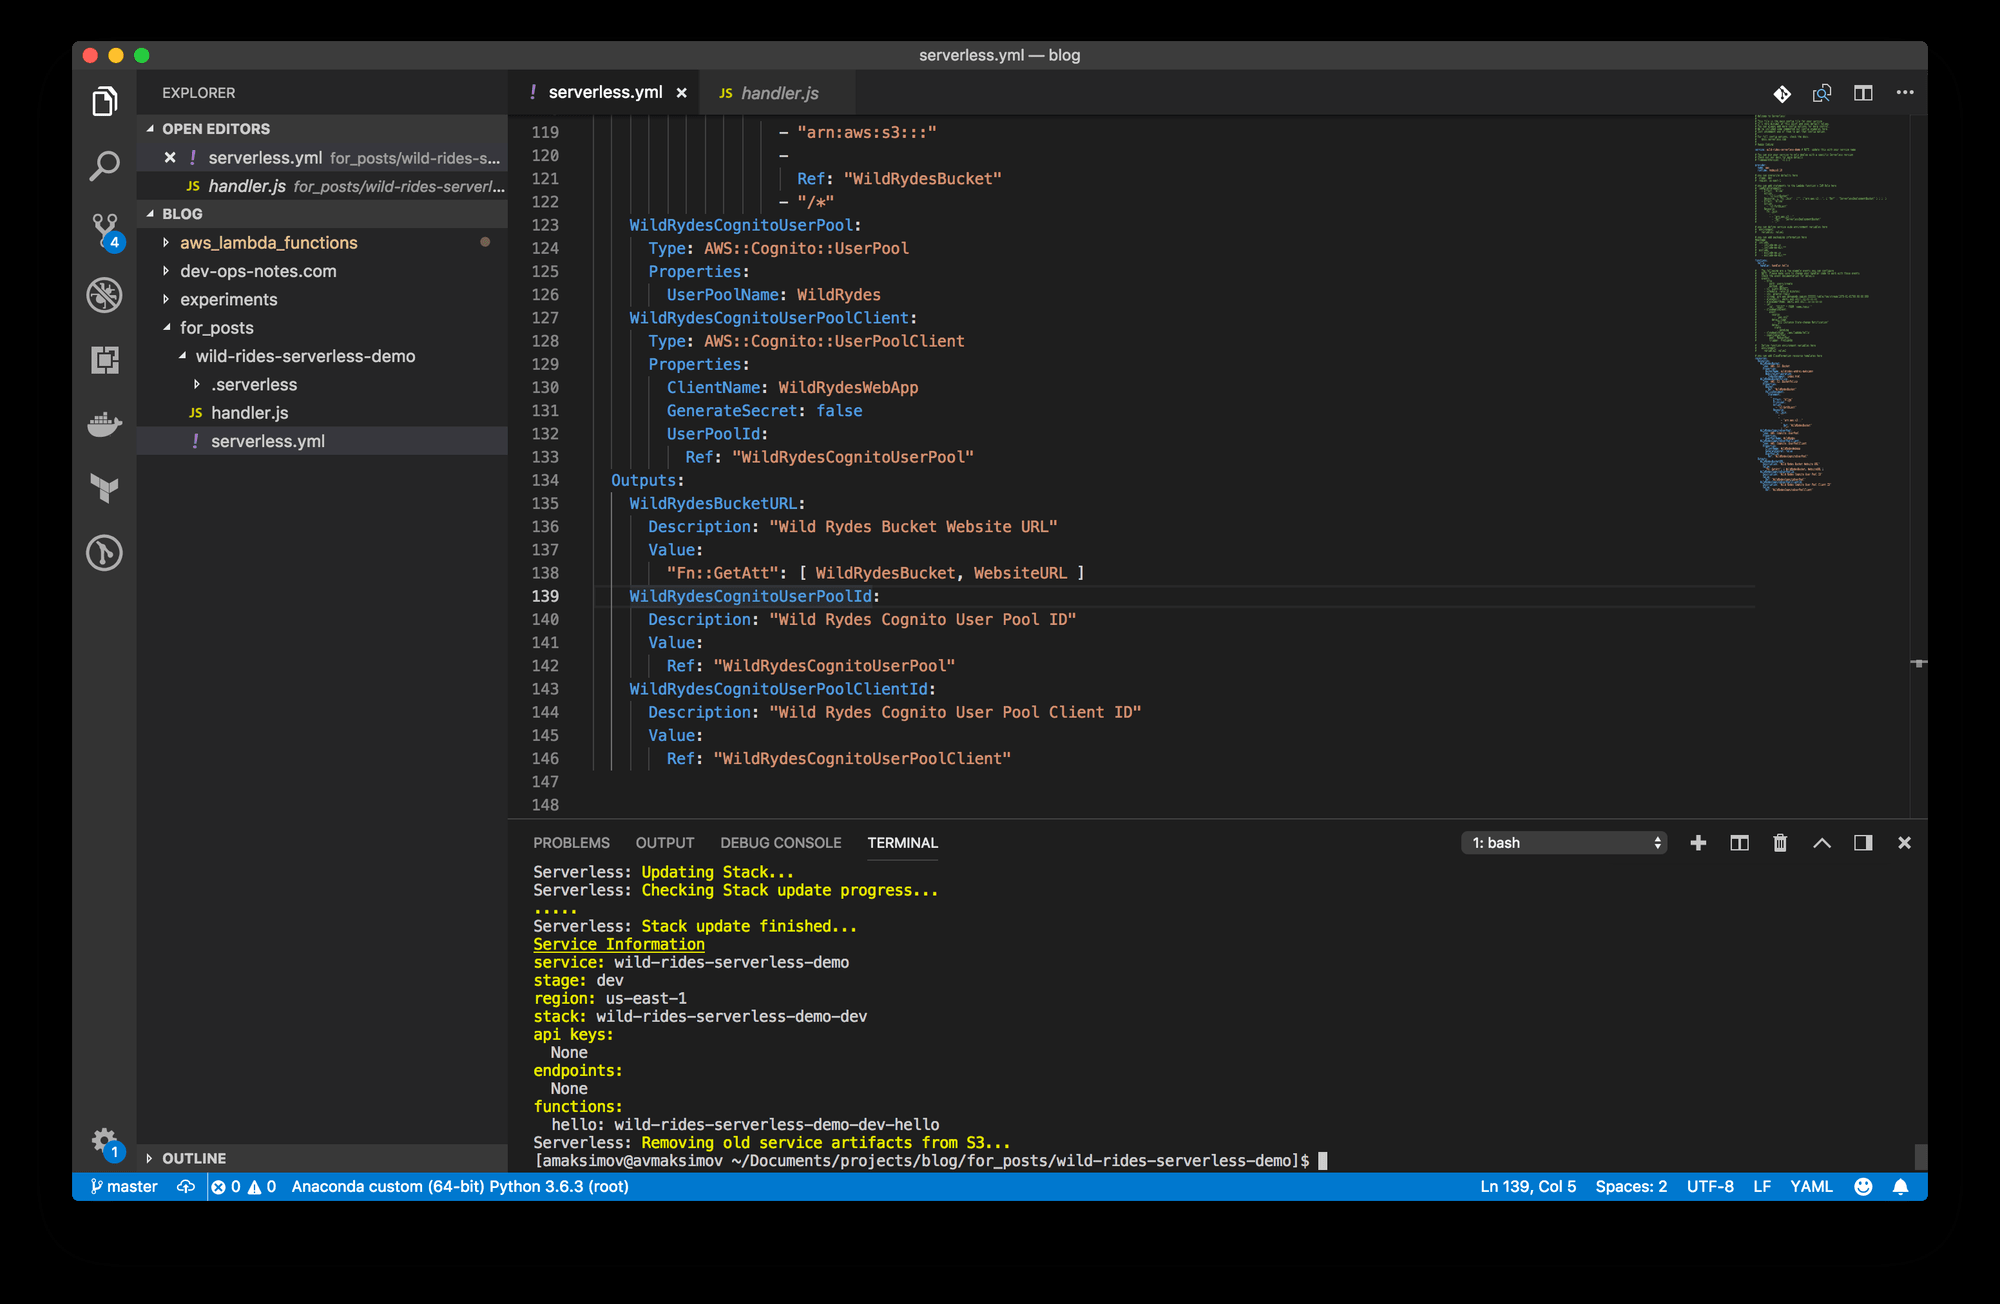 serverless.yml — blog
EXPLORER
OPEN EDITORS
! serverless.yml for_posts/wild-rides-s...
JS handler.js for_posts/wild-rides-serverl...
BLOG
aws_lambda_functions
dev-ops-notes.com
experiments
for_posts
wild-rides-serverless-demo
.serverless
JS handler.js
! serverless.yml
OUTLINE
4
1
! serverless.yml ×
JS handler.js
119 - "arn:aws:s3:::"
120 -
121 Ref: "WildRydesBucket"
122 - "/*"
123 WildRydesCognitoUserPool:
124 Type: AWS::Cognito::UserPool
125 Properties:
126 UserPoolName: WildRydes
127 WildRydesCognitoUserPoolClient:
128 Type: AWS::Cognito::UserPoolClient
129 Properties:
130 ClientName: WildRydesWebApp
131 GenerateSecret: false
132 UserPoolId:
133 Ref: "WildRydesCognitoUserPool"
134 Outputs:
135 WildRydesBucketURL:
136 Description: "Wild Rydes Bucket Website URL"
137 Value:
138 "Fn::GetAtt": [ WildRydesBucket, WebsiteURL ]
139 WildRydesCognitoUserPoolId:
140 Description: "Wild Rydes Cognito User Pool ID"
141 Value:
142 Ref: "WildRydesCognitoUserPool"
143 WildRydesCognitoUserPoolClientId:
144 Description: "Wild Rydes Cognito User Pool Client ID"
145 Value:
146 Ref: "WildRydesCognitoUserPoolClient"
147
148
PROBLEMS OUTPUT DEBUG CONSOLE TERMINAL 1: bash
Serverless: Updating Stack...
Serverless: Checking Stack update progress...
.....
Serverless: Stack update finished...
Service Information
service: wild-rides-serverless-demo
stage: dev
region: us-east-1
stack: wild-rides-serverless-demo-dev
api keys:
None
endpoints:
None
functions:
hello: wild-rides-serverless-demo-dev-hello
Serverless: Removing old service artifacts from S3...
[amaksimov@avmaksimov ~/Documents/projects/blog/for_posts/wild-rides-serverless-demo]$
master 0 0 Anaconda custom (64-bit) Python 3.6.3 (root) Ln 139, Col 5 Spaces: 2 UTF-8 LF YAML